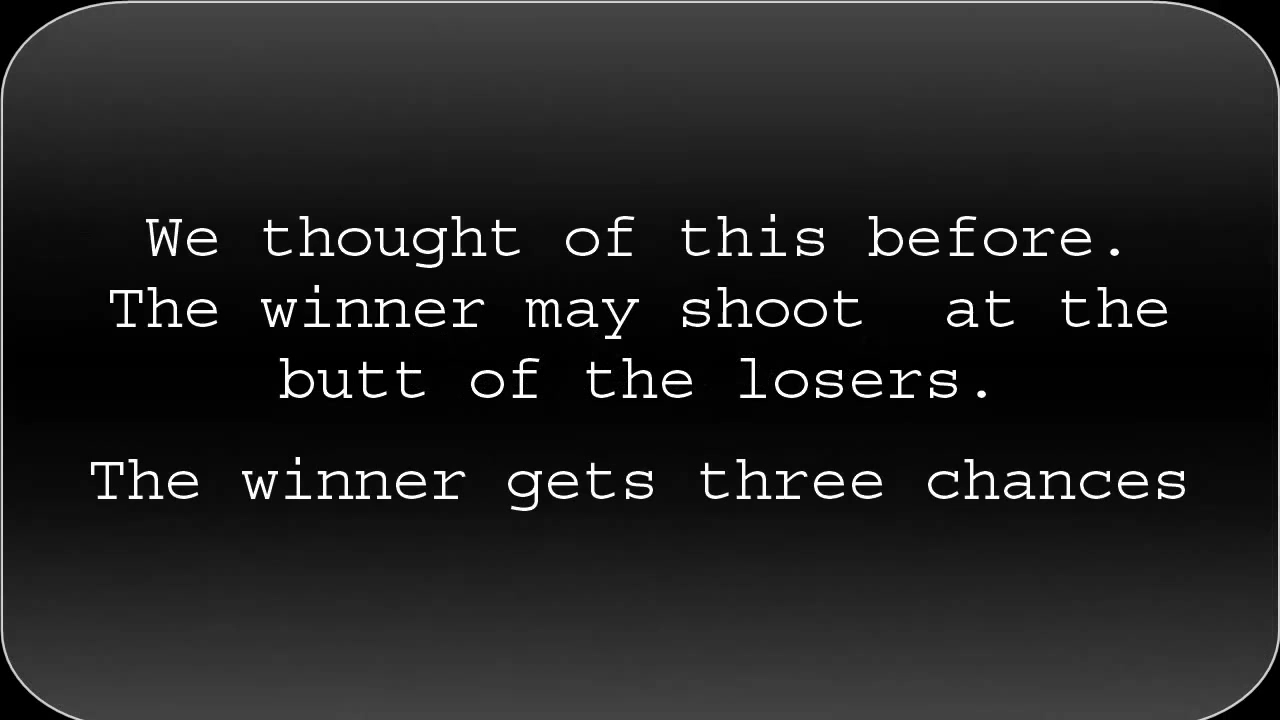 We thought of this before.
The winner may shoot  at the
butt of the losers.
The winner gets three chances